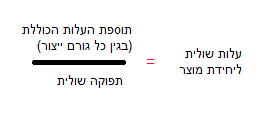 עלות שולית
ליחידת מוצר
=
תוספת העלות הכוללת
(בגין כל גורם ייצור)
תפוקה שולית